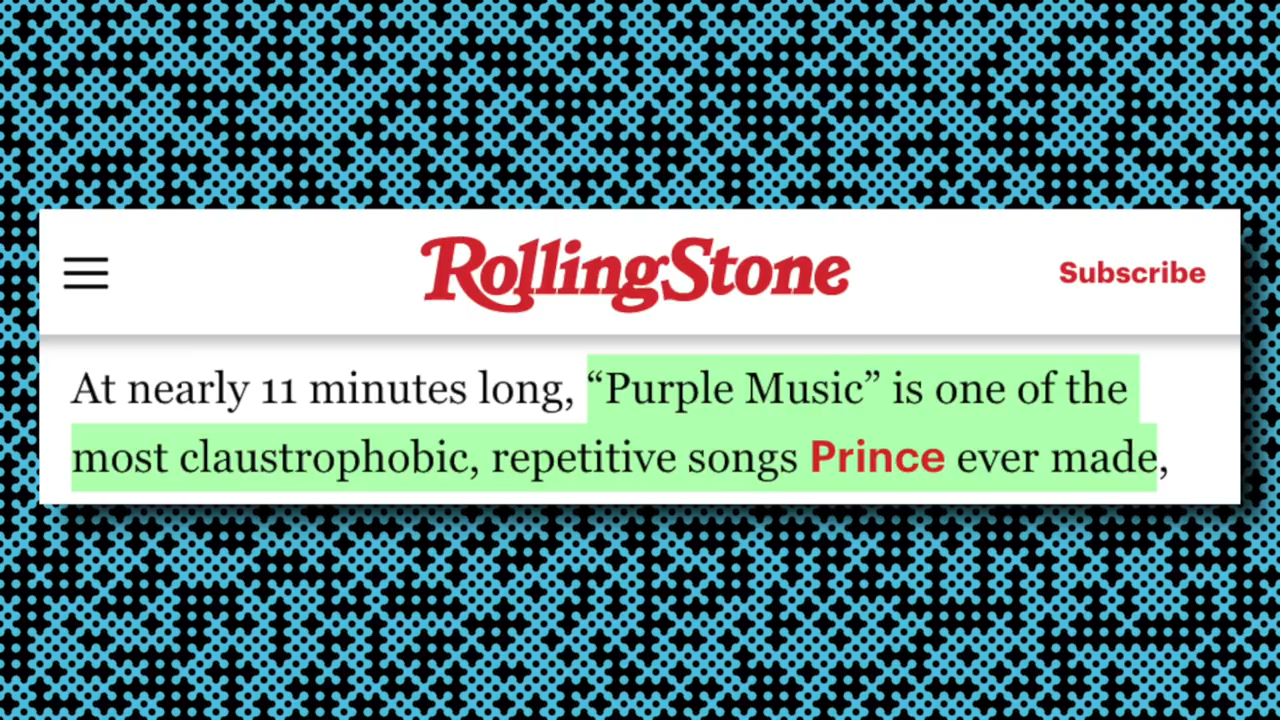 RollingStone
Subscribe
At nearly 11 minutes long, “Purple Music” is one of the
most claustrophobic, repetitive songs Prince ever made,